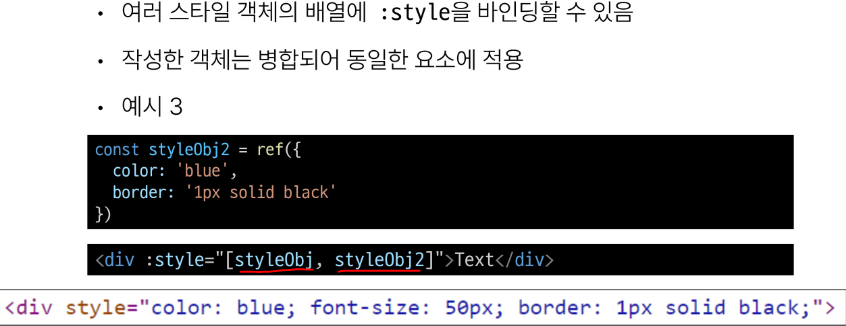 • 여러 스타일 객체의 배열에 :style을 바인딩할 수 있음
• 작성한 객체는 병합되어 동일한 요소에 적용
• 예시 3
const styleObj2 = ref({
  color: 'blue',
  border: '1px solid black'
})
<div :style="[styleObj, styleObj2]">Text</div>
<div style="color: blue; font-size: 50px; border: 1px solid black;">